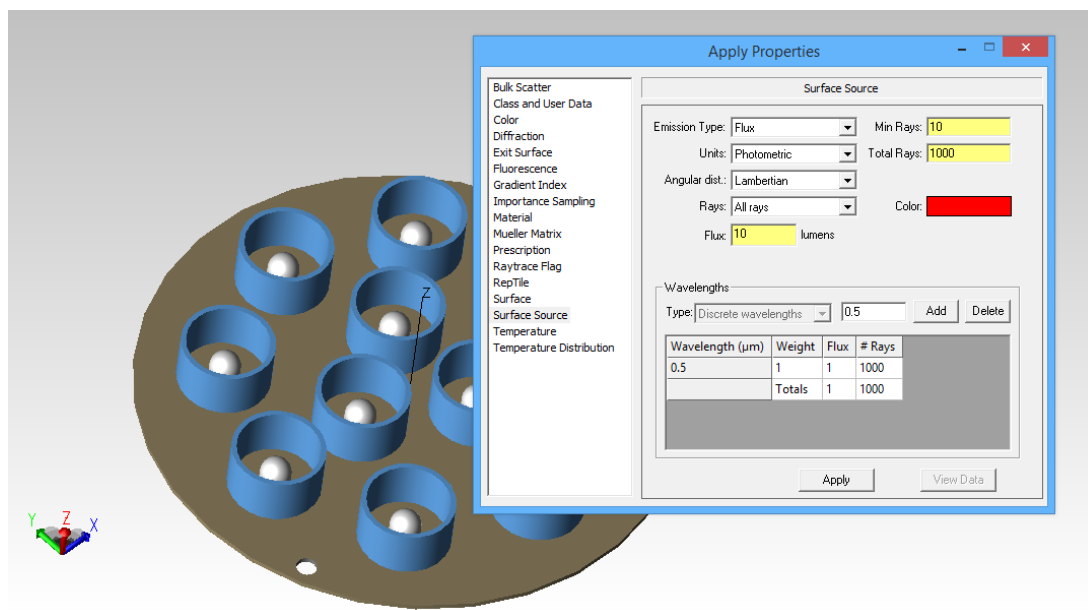 Apply Properties
Bulk Scatter
Class and User Data
Color
Diffraction
Exit Surface
Fluorescence
Gradient Index
Importance Sampling
Material
Mueller Matrix
Prescription
Raytrace Flag
RepTile
Surface
Surface Source
Temperature
Temperature Distribution
Surface Source
Emission Type: Flux Min Rays: 10
Units: Photometric Total Rays: 1000
Angular dist.: Lambertian
Rays: All rays Color:
Flux: 10 lumens
Wavelengths
Type: Discrete wavelengths 0.5 Add Delete
Wavelength (µm) Weight Flux # Rays
0.5 1 1 1000
Totals 1 1000
Apply View Data
Z
Y Z X